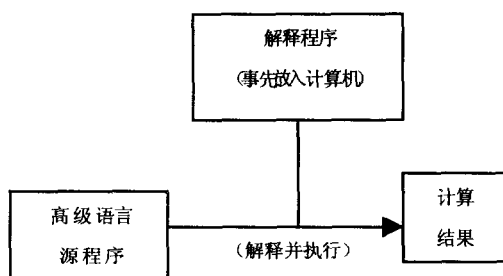 解释程序
(事先放入计算机)
高级语言
源程序
(解释并执行)
计算
结果